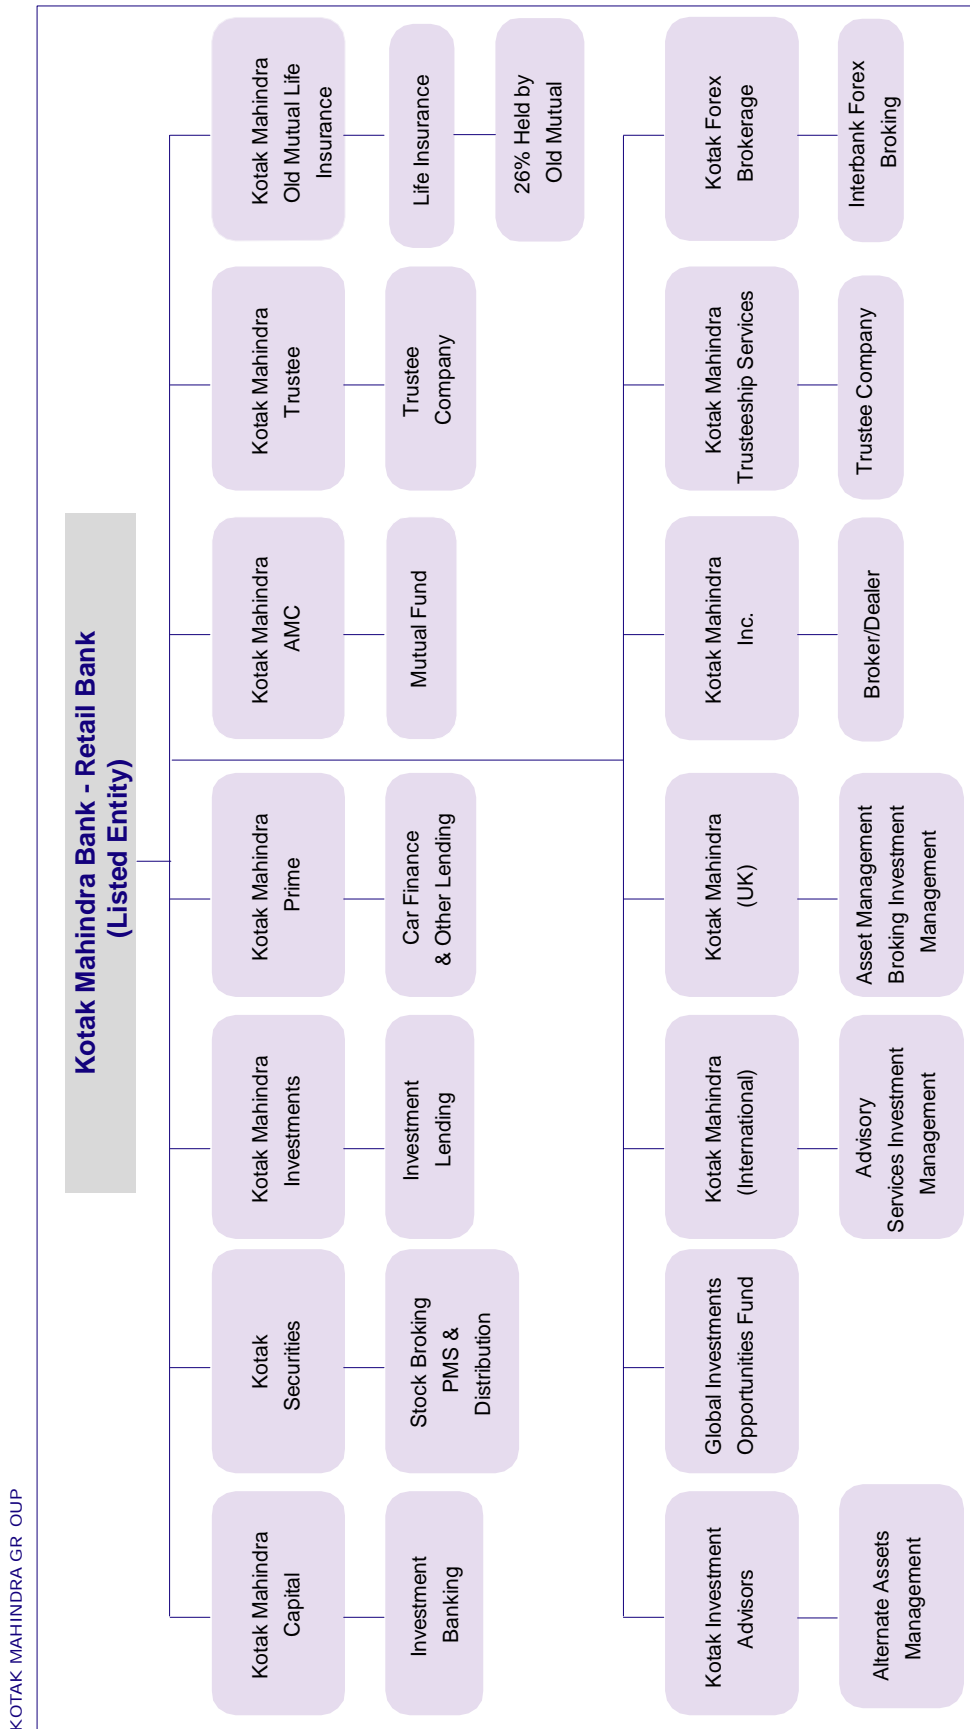 KOTAK MAHINDRA GR OUP
Kotak Mahindra Bank - Retail Bank
(Listed Entity)
Kotak Mahindra
Capital
Kotak
Securities
Kotak Mahindra
Investments
Kotak Mahindra
Prime
Kotak Mahindra
AMC
Kotak Mahindra
Trustee
Kotak Mahindra
Old Mutual Life
Insurance
Investment
Banking
Stock Broking
PMS &
Distribution
Investment
Lending
Car Finance
& Other Lending
Mutual Fund
Trustee
Company
Life Insurance
26% Held by
Old Mutual
Kotak Investment
Advisors
Global Investments
Opportunities Fund
Kotak Mahindra
(International)
Kotak Mahindra
(UK)
Kotak Mahindra
Inc.
Kotak Mahindra
Trusteeship Services
Kotak Forex
Brokerage
Alternate Assets
Management
Advisory
Services Investment
Management
Asset Management
Broking Investment
Management
Broker/Dealer
Trustee Company
Interbank Forex
Broking